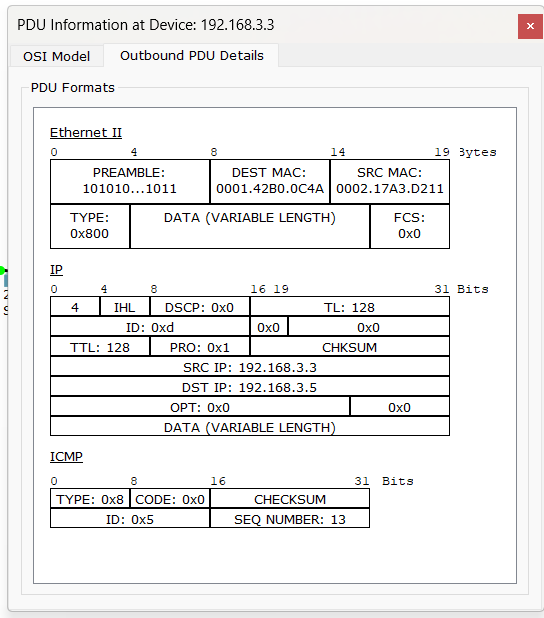 PDU Information at Device: 192.168.3.3
×
OSI Model Outbound PDU Details
PDU Formats
Ethernet II
0 4 8 14 19 Bytes
PREAMBLE: DEST MAC: SRC MAC:
101010...1011 0001.42B0.0C4A 0002.17A3.D211
TYPE: DATA (VARIABLE LENGTH) FCS:
0x800 0x0
IP
0 4 8 16 19 31 Bits
4 IHL DSCP: 0x0 TL: 128
ID: 0xd 0x0 0x0
TTL: 128 PRO: 0x1 CHKSUM
SRC IP: 192.168.3.3
DST IP: 192.168.3.5
OPT: 0x0 0x0
DATA (VARIABLE LENGTH)
ICMP
0 8 16 31 Bits
TYPE: 0x8 CODE: 0x0 CHECKSUM
ID: 0x5 SEQ NUMBER: 13